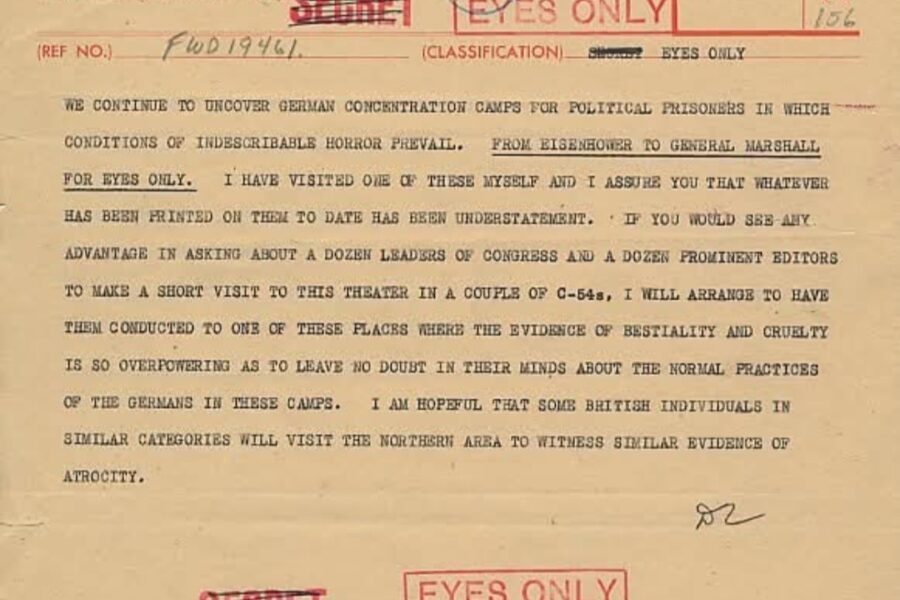 SECRET EYES ONLY 156
(REF NO.) FWD 19461. (CLASSIFICATION) SECRET EYES ONLY
WE CONTINUE TO UNCOVER GERMAN CONCENTRATION CAMPS FOR POLITICAL PRISONERS IN WHICH
CONDITIONS OF INDESCRIBABLE HORROR PREVAIL. FROM EISENHOWER TO GENERAL MARSHALL
FOR EYES ONLY. I HAVE VISITED ONE OF THESE MYSELF AND I ASSURE YOU THAT WHATEVER
HAS BEEN PRINTED ON THEM TO DATE HAS BEEN UNDERSTATEMENT. IF YOU WOULD SEE ANY
ADVANTAGE IN ASKING ABOUT A DOZEN LEADERS OF CONGRESS AND A DOZEN PROMINENT EDITORS
TO MAKE A SHORT VISIT TO THIS THEATER IN A COUPLE OF C-54s, I WILL ARRANGE TO HAVE
THEM CONDUCTED TO ONE OF THESE PLACES WHERE THE EVIDENCE OF BESTIALITY AND CRUELTY
IS SO OVERPOWERING AS TO LEAVE NO DOUBT IN THEIR MINDS ABOUT THE NORMAL PRACTICES
OF THE GERMANS IN THESE CAMPS. I AM HOPEFUL THAT SOME BRITISH INDIVIDUALS IN
SIMILAR CATEGORIES WILL VISIT THE NORTHERN AREA TO WITNESS SIMILAR EVIDENCE OF
ATROCITY.
SECRET EYES ONLY